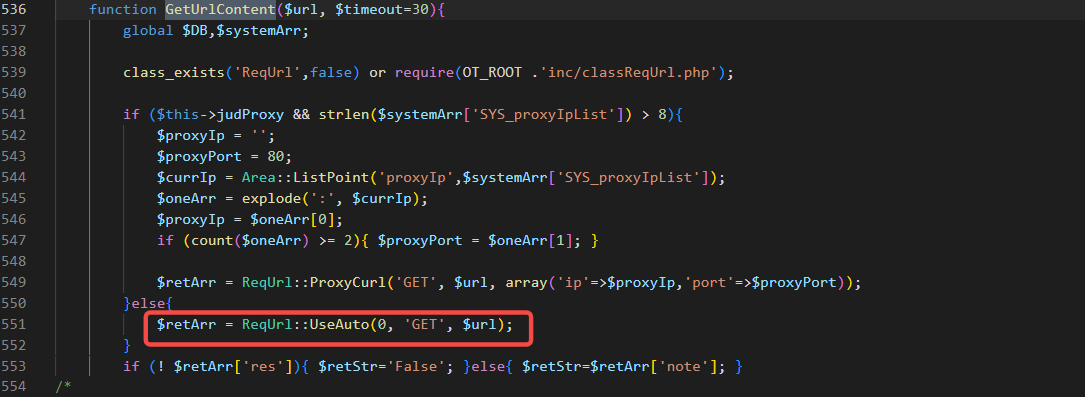 536 function GetUrlContent($url, $timeout=30){
537 global $DB,$systemArr;
538
539 class_exists('ReqUrl',false) or require(OT_ROOT .'inc/classReqUrl.php');
540
541 if ($this->judProxy && strlen($systemArr['SYS_proxyIpList']) > 8){
542 $proxyIp = '';
543 $proxyPort = 80;
544 $currIp = Area::ListPoint('proxyIp',$systemArr['SYS_proxyIpList']);
545 $oneArr = explode(':', $currIp);
546 $proxyIp = $oneArr[0];
547 if (count($oneArr) >= 2){ $proxyPort = $oneArr[1]; }
548
549 $retArr = ReqUrl::ProxyCurl('GET', $url, array('ip'=>$proxyIp,'port'=>$proxyPort));
550 }else{
551 $retArr = ReqUrl::UseAuto(0, 'GET', $url);
552 }
553 if (! $retArr['res']){ $retStr='False'; }else{ $retStr=$retArr['note']; }
554 /*